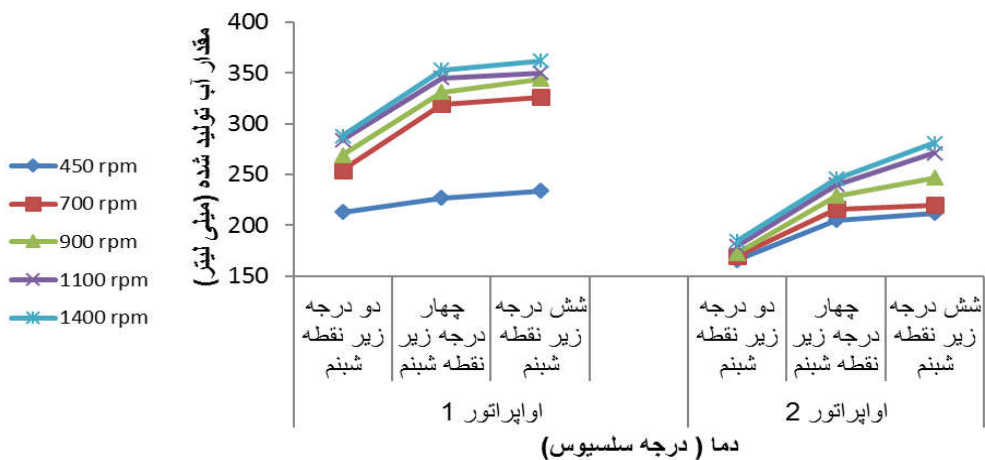 400
350
300
250
200
150
مقدار آب تولید شده (میلی لیتر)
450 rpm
700 rpm
900 rpm
1100 rpm
1400 rpm
دو درجه
زیر نقطه
شبنم
چهار
درجه زیر
نقطه شبنم
شش درجه
زیر نقطه
شبنم
دو درجه
زیر نقطه
شبنم
چهار
درجه زیر
نقطه شبنم
شش درجه
زیر نقطه
شبنم
اواپراتور 1
اواپراتور 2
دما ( درجه سلسیوس)